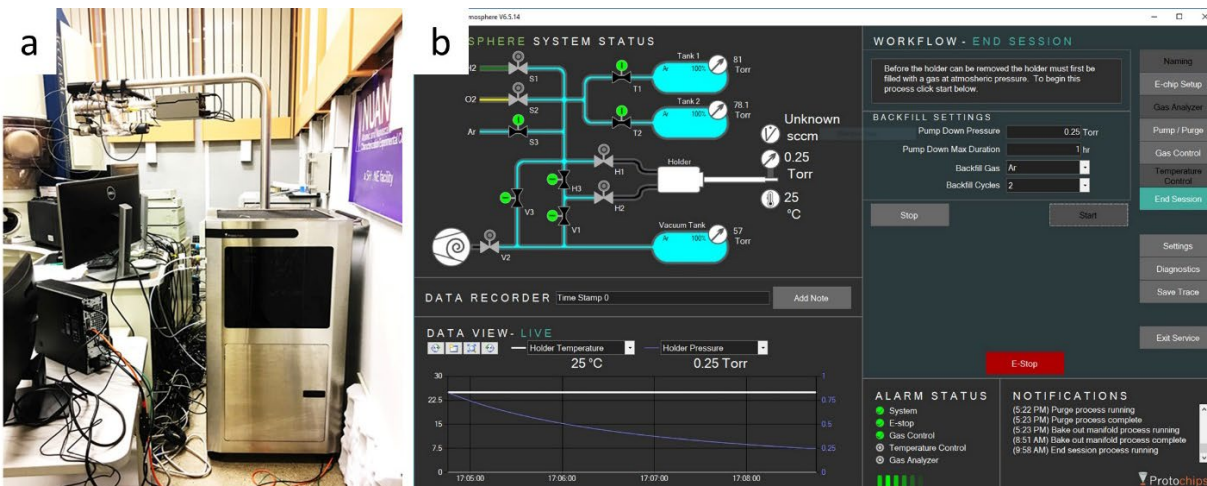 a
b
mosphere V6.5.14
SPHERE SYSTEM STATUS
H2
S1
O2
S2
Ar
S3
T1
Tank 1
Ar 100%
81
Torr
T2
Tank 2
Ar 100%
78.1
Torr
Unknown
sccm
0.25
Torr
25
°C
Holder
H1
H2
H3
V3
V1
V2
Vacuum Tank
Ar 100%
57
Torr
DATA RECORDER Time Stamp 0 Add Note
DATA VIEW- LIVE
Holder Temperature Holder Pressure
25 °C 0.25 Torr
30 1
22.5 0.75
15 0.5
7.5 0.25
0 0
17:05:00 17:06:00 17:07:00 17:08:00
WORKFLOW - END SESSION
Before the holder can be removed the holder must first be
filled with a gas at atmosheric pressure. To begin this
process click start below.
BACKFILL SETTINGS
Pump Down Pressure 0.25 Torr
Pump Down Max Duration 1 hr
Backfill Gas Ar
Backfill Cycles 2
Stop Start
E-Stop
Naming
E-chip Setup
Gas Analyzer
Pump / Purge
Gas Control
Temperature
Control
End Session
Settings
Diagnostics
Save Trace
Exit Service
ALARM STATUS
System
E-stop
Gas Control
Temperature Control
Gas Analyzer
NOTIFICATIONS
(5:22 PM) Purge process running
(5:23 PM) Purge process complete
(5:23 PM) Bake out manifold process running
(8:51 AM) Bake out manifold process complete
(9:58 AM) End session process running
Protochips